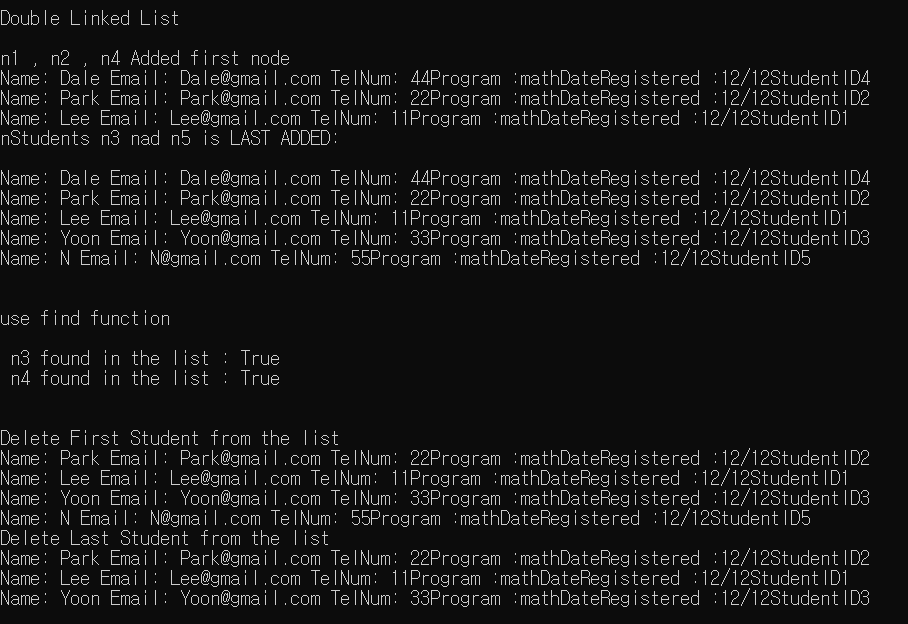 Double Linked List
n1 , n2 , n4 Added first node
Name: Dale Email: Dale@gmail.com TelNum: 44Program :mathDateRegistered :12/12StudentID4
Name: Park Email: Park@gmail.com TelNum: 22Program :mathDateRegistered :12/12StudentID2
Name: Lee Email: Lee@gmail.com TelNum: 11Program :mathDateRegistered :12/12StudentID1
nStudents n3 nad n5 is LAST ADDED:
Name: Dale Email: Dale@gmail.com TelNum: 44Program :mathDateRegistered :12/12StudentID4
Name: Park Email: Park@gmail.com TelNum: 22Program :mathDateRegistered :12/12StudentID2
Name: Lee Email: Lee@gmail.com TelNum: 11Program :mathDateRegistered :12/12StudentID1
Name: Yoon Email: Yoon@gmail.com TelNum: 33Program :mathDateRegistered :12/12StudentID3
Name: N Email: N@gmail.com TelNum: 55Program :mathDateRegistered :12/12StudentID5
use find function
n3 found in the list : True
n4 found in the list : True
Delete First Student from the list
Name: Park Email: Park@gmail.com TelNum: 22Program :mathDateRegistered :12/12StudentID2
Name: Lee Email: Lee@gmail.com TelNum: 11Program :mathDateRegistered :12/12StudentID1
Name: Yoon Email: Yoon@gmail.com TelNum: 33Program :mathDateRegistered :12/12StudentID3
Name: N Email: N@gmail.com TelNum: 55Program :mathDateRegistered :12/12StudentID5
Delete Last Student from the list
Name: Park Email: Park@gmail.com TelNum: 22Program :mathDateRegistered :12/12StudentID2
Name: Lee Email: Lee@gmail.com TelNum: 11Program :mathDateRegistered :12/12StudentID1
Name: Yoon Email: Yoon@gmail.com TelNum: 33Program :mathDateRegistered :12/12StudentID3